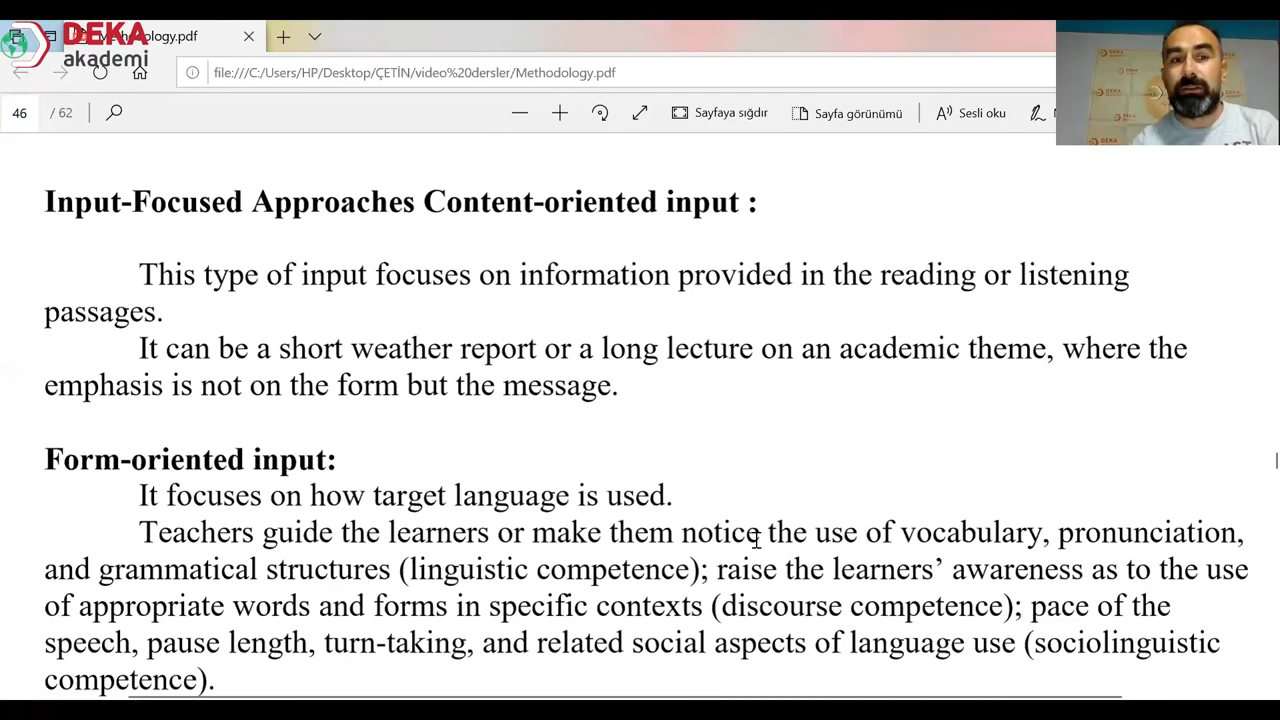 DEKA
akademi
Methodology.pdf
file:///C:/Users/HP/Desktop/ÇETİN/video%20dersler/Methodology.pdf
46 / 62
Sayfaya sığdır
Sayfa görünümü
Sesli oku
Input-Focused Approaches Content-oriented input :
This type of input focuses on information provided in the reading or listening
passages.
It can be a short weather report or a long lecture on an academic theme, where the
emphasis is not on the form but the message.
Form-oriented input:
It focuses on how target language is used.
Teachers guide the learners or make them notice the use of vocabulary, pronunciation,
and grammatical structures (linguistic competence); raise the learners’ awareness as to the use
of appropriate words and forms in specific contexts (discourse competence); pace of the
speech, pause length, turn-taking, and related social aspects of language use (sociolinguistic
competence).